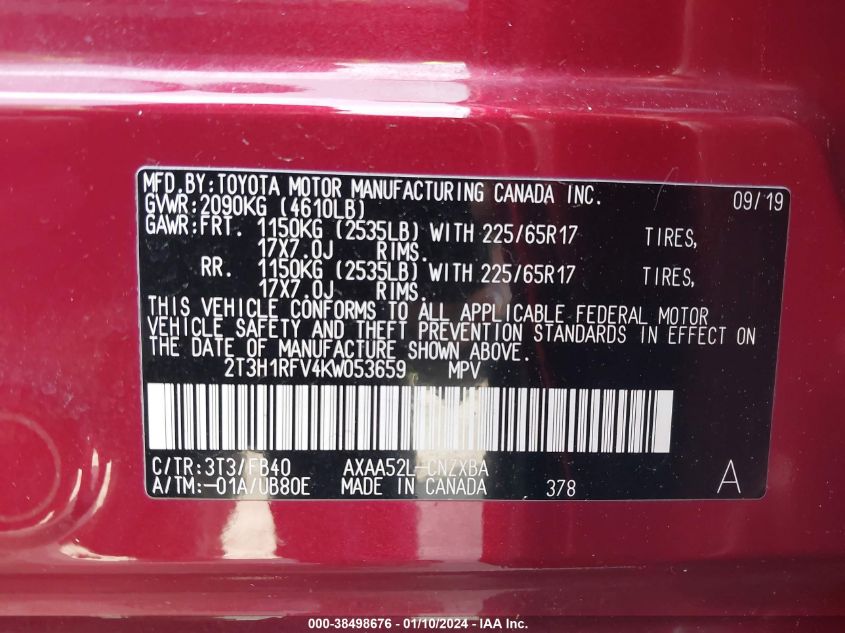 MFD.BY:TOYOTA MOTOR MANUFACTURING CANADA INC. 09/19
GVWR:2090KG (4610LB)
GAWR:FRT. 1150KG (2535LB) WITH 225/65R17 TIRES,
17X7.0J RIMS.
RR. 1150KG (2535LB) WITH 225/65R17 TIRES,
17X7.0J RIMS.
THIS VEHICLE CONFORMS TO ALL APPLICABLE FEDERAL MOTOR
VEHICLE SAFETY AND THEFT PREVENTION STANDARDS IN EFFECT ON
THE DATE OF MANUFACTURE SHOWN ABOVE.
2T3H1RFV4KW053659 MPV
C/TR:3T3/FB40 AXAA52L-CNZXBA
A/TM:-01A/UB80E MADE IN CANADA 378 A
000-38498676 - 01/10/2024 - IAA Inc.